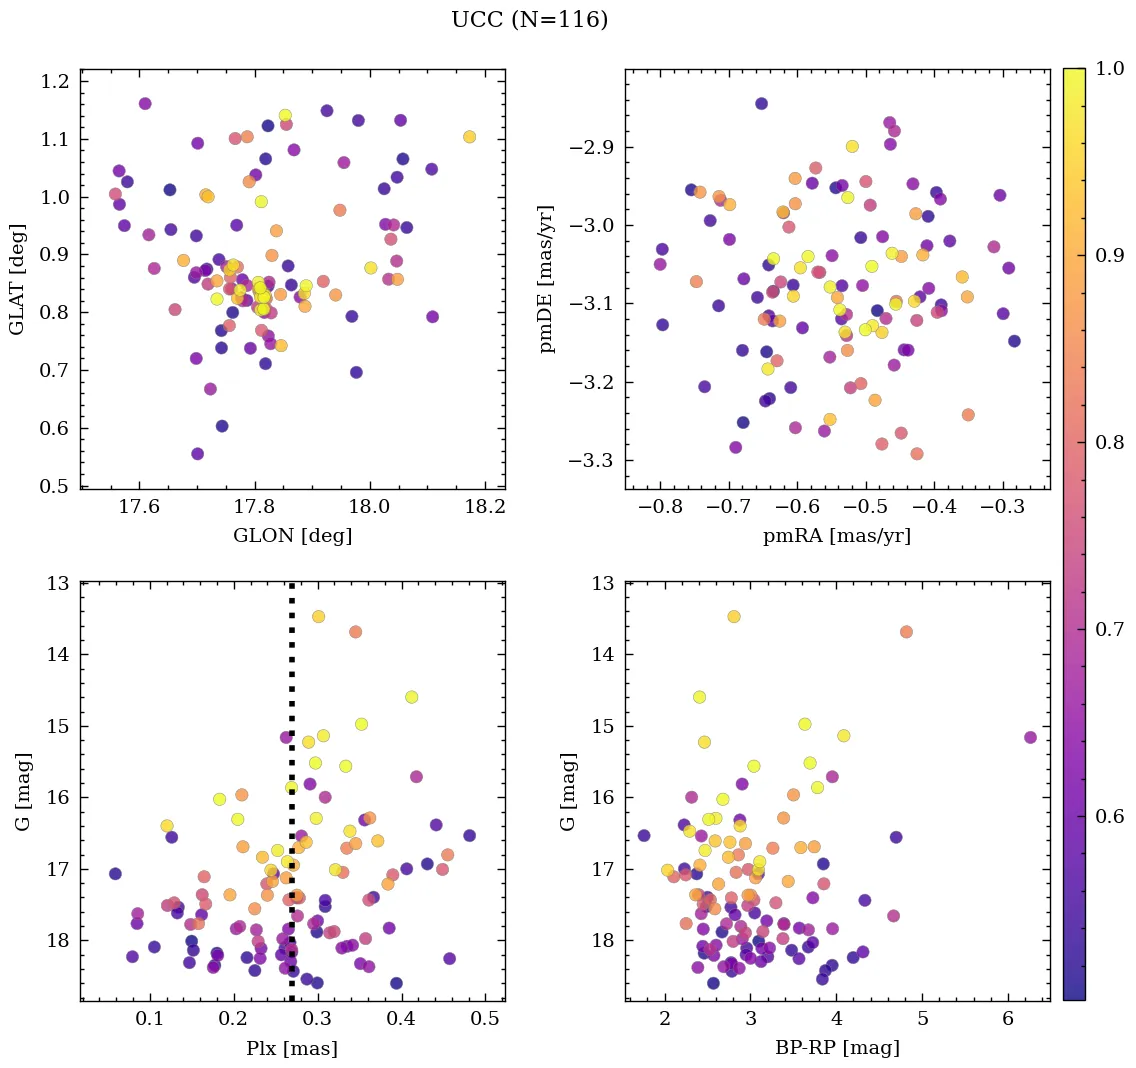 UCC (N=116)
1.2
1.1
1.0
0.9
0.8
0.7
0.6
0.5
GLAT [deg]
17.6 17.8 18.0 18.2
GLON [deg]
−2.9
−3.0
−3.1
−3.2
−3.3
pmDE [mas/yr]
−0.8 −0.7 −0.6 −0.5 −0.4 −0.3
pmRA [mas/yr]
1.0
0.9
0.8
0.7
0.6
13
14
15
16
17
18
G [mag]
0.1 0.2 0.3 0.4 0.5
Plx [mas]
13
14
15
16
17
18
G [mag]
2 3 4 5 6
BP-RP [mag]